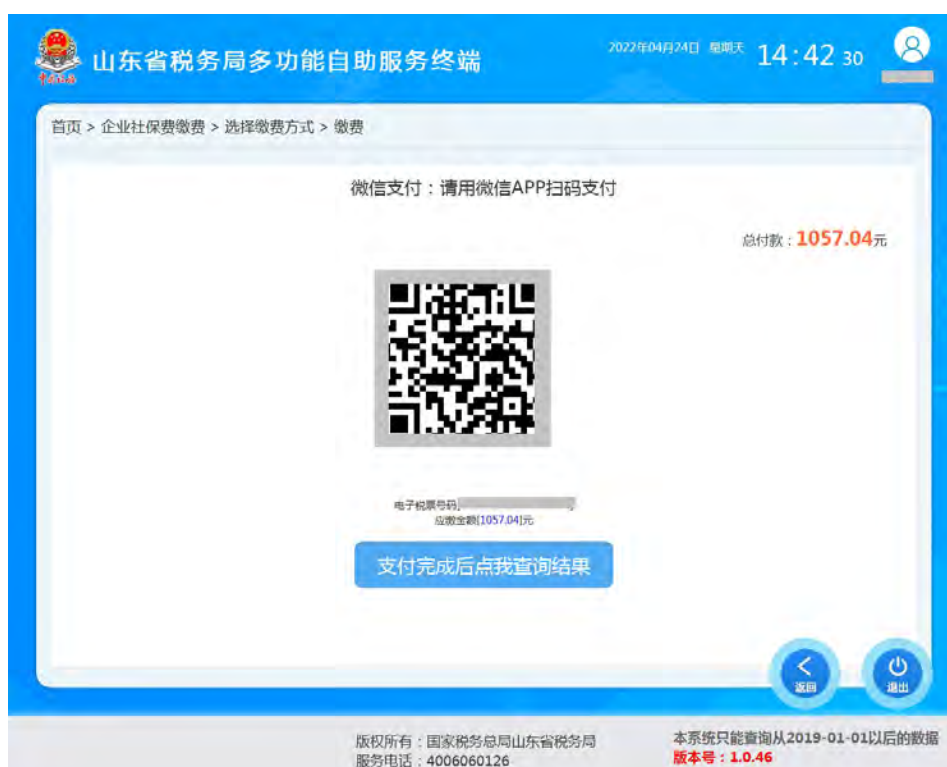 山东省税务局多功能自助服务终端
2022年04月24日 星期天 14:42 30
中国税务
首页 > 企业社保费缴费 > 选择缴费方式 > 缴费
微信支付：请用微信APP扫码支付
总付款：1057.04元
电子税票号码[
应缴金额[1057.04]元
支付完成后点我查询结果
返回
退出
版权所有：国家税务总局山东省税务局
服务电话：4006060126
本系统只能查询从2019-01-01以后的数据
版本号：1.0.46